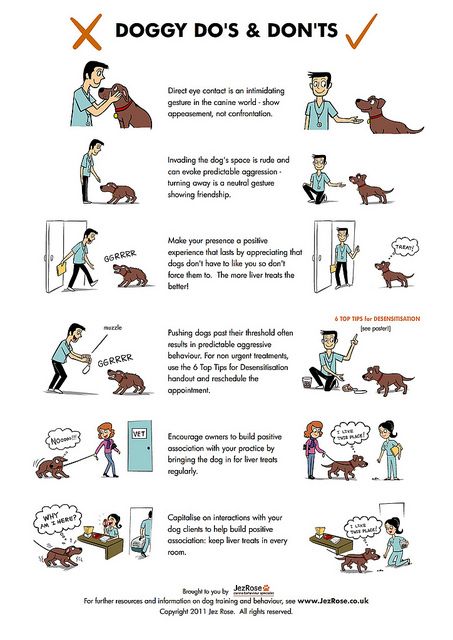 DOGGY DO'S & DON'TS
Direct eye contact is an intimidating
gesture in the canine world - show
appeasement, not confrontation.
Invading the dog's space is rude and
can evoke predictable aggression -
turning away is a neutral gesture
showing friendship.
GGRRRR
Make your presence a positive
experience that lasts by appreciating that
dogs don't have to like you so don't
force them to. The more liver treats the
better!
TREAT!
muzzle
GGRRRR
Pushing dogs past their threshold often
results in predictable aggressive
behaviour. For non urgent treatments,
use the 6 Top Tips for Desensitisation
handout and reschedule the
appointment.
6 TOP TIPS for DESENSITISATION
(see poster!)
NOOOO!!!
VET
Encourage owners to build positive
association with your practice by
bringing the dog in for liver treats
regularly.
I LIKE
THIS PLACE!
WHY
AM I HERE?
Capitalise on interactions with your
dog clients to help build positive
association: keep liver treats in every
room.
I LIKE
THIS PLACE!
Brought to you by JezRose
canine behaviour specialists
For further resources and information on dog training and behaviour, see www.JezRose.co.uk
Copyright 2011 Jez Rose. All rights reserved.